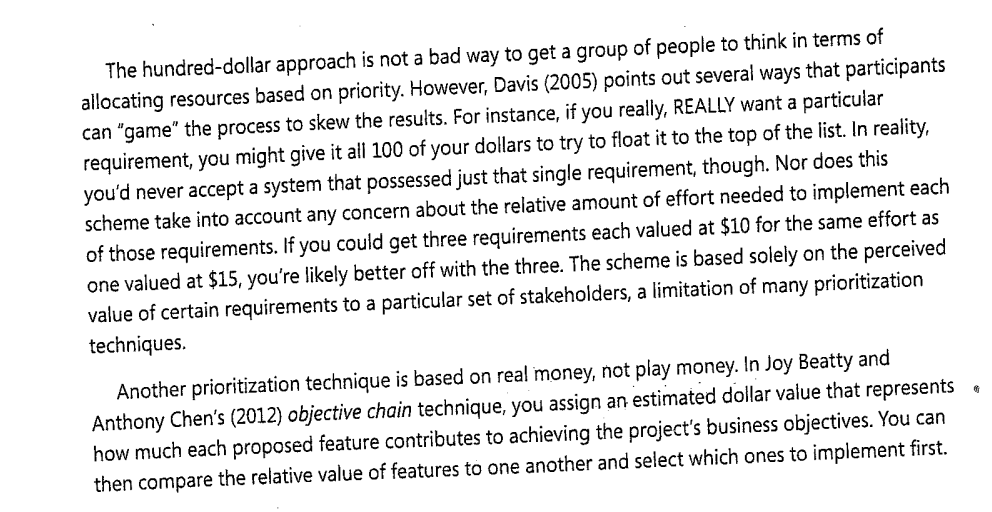 The hundred-dollar approach is not a bad way to get a group of people to think in terms of
allocating resources based on priority. However, Davis (2005) points out several ways that participants
can "game" the process to skew the results. For instance, if you really, REALLY want a particular
requirement, you might give it all 100 of your dollars to try to float it to the top of the list. In reality,
you'd never accept a system that possessed just that single requirement, though. Nor does this
scheme take into account any concern about the relative amount of effort needed to implement each
of those requirements. If you could get three requirements each valued at $10 for the same effort as
one valued at $15, you're likely better off with the three. The scheme is based solely on the perceived
value of certain requirements to a particular set of stakeholders, a limitation of many prioritization
techniques.
Another prioritization technique is based on real money, not play money. In Joy Beatty and
Anthony Chen's (2012) objective chain technique, you assign an estimated dollar value that represents
how much each proposed feature contributes to achieving the project's business objectives. You can
then compare the relative value of features to one another and select which ones to implement first.